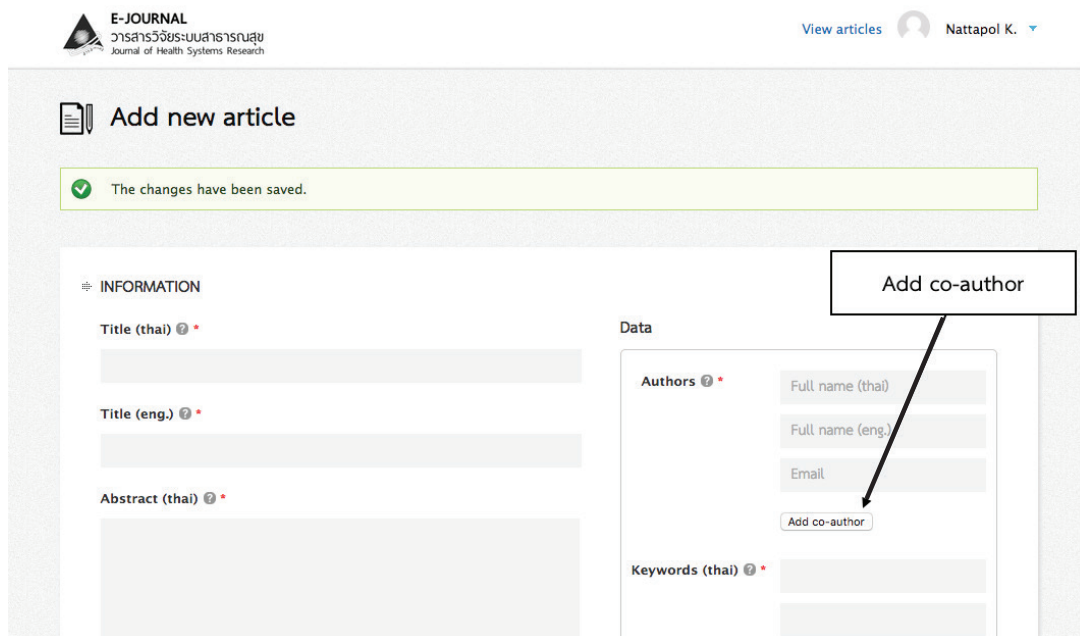 E-JOURNAL
วารสารวิจัยระบบสาธารณสุข
Journal of Health Systems Research
View articles
Nattapol K.
Add new article
The changes have been saved.
INFORMATION
Add co-author
Title (thai) ? *
Title (eng.) ? *
Abstract (thai) ? *
Data
Authors ? *
Full name (thai)
Full name (eng.)
Email
Add co-author
Keywords (thai) ? *